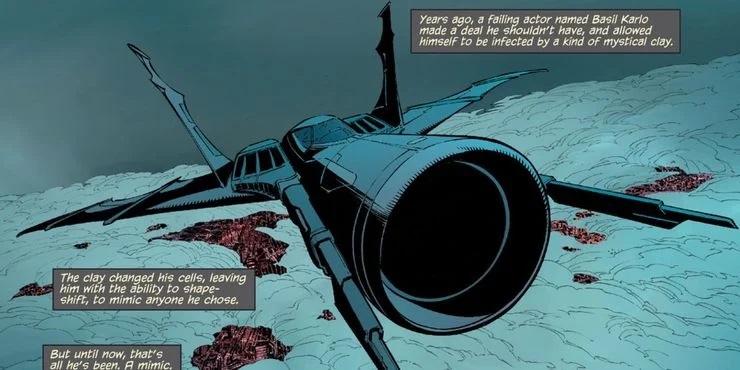 Years ago, a failing actor named Basil Karlo
made a deal he shouldn't have, and allowed
himself to be infected by a kind of mystical clay.
The clay changed his cells, leaving
him with the ability to shape-
shift, to mimic anyone he chose.
But until now, that's
all he's been. A mimic.